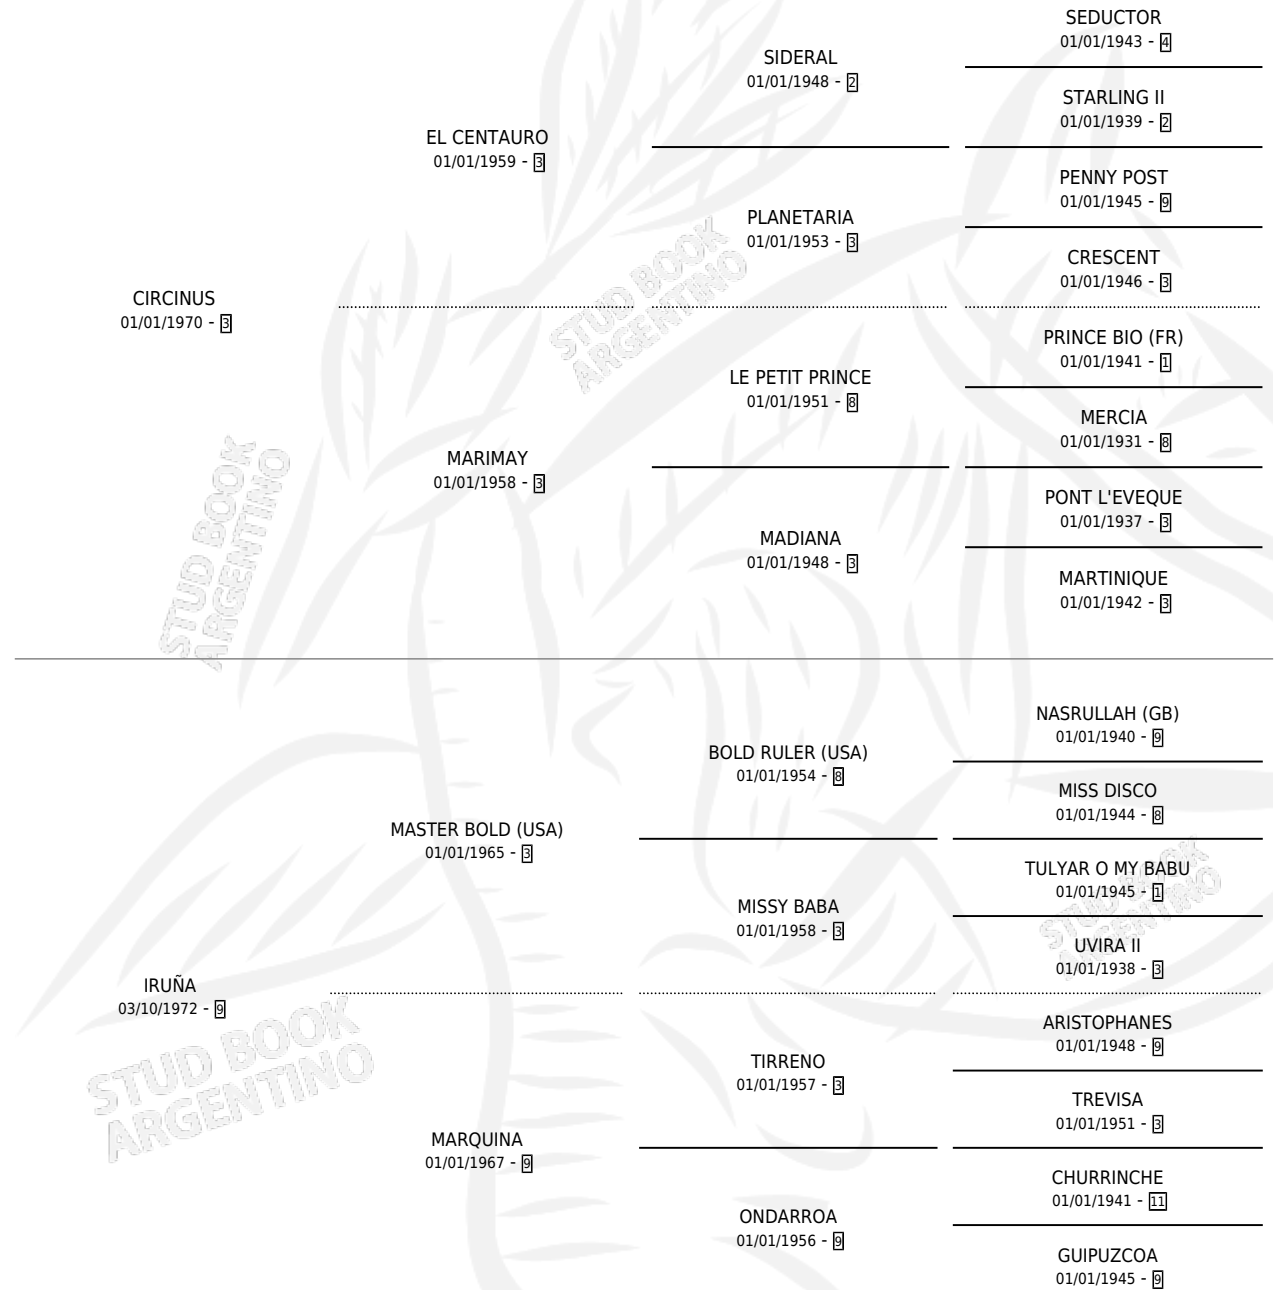 SEDUCTOR
01/01/1943 - 4
SIDERAL
01/01/1948 - 2
STARLING II
01/01/1939 - 2
EL CENTAURO
01/01/1959 - 3
PENNY POST
01/01/1945 - 9
PLANETARIA
01/01/1953 - 3
CRESCENT
01/01/1946 - 3
CIRCINUS
01/01/1970 - 3
PRINCE BIO (FR)
01/01/1941 - 1
LE PETIT PRINCE
01/01/1951 - 8
MERCIA
01/01/1931 - 8
MARIMAY
01/01/1958 - 3
PONT L'EVEQUE
01/01/1937 - 3
MADIANA
01/01/1948 - 3
MARTINIQUE
01/01/1942 - 3
STUD BOOK
ARGENTINO
STUD BOOK
ARGENTINO
NASRULLAH (GB)
01/01/1940 - 9
BOLD RULER (USA)
01/01/1954 - 8
MISS DISCO
01/01/1944 - 8
MASTER BOLD (USA)
01/01/1965 - 3
TULYAR O MY BABU
01/01/1945 - 1
MISSY BABA
01/01/1958 - 3
UVIRA II
01/01/1938 - 3
STUD BOOK
ARGENTINO
IRUÑA
03/10/1972 - 9
ARISTOPHANES
01/01/1948 - 9
TIRRENO
01/01/1957 - 3
TREVISA
01/01/1951 - 3
MARQUINA
01/01/1967 - 9
CHURRINCHE
01/01/1941 - 11
ONDARROA
01/01/1956 - 9
GUIPUZCOA
01/01/1945 - 9
STUD BOOK
ARGENTINO